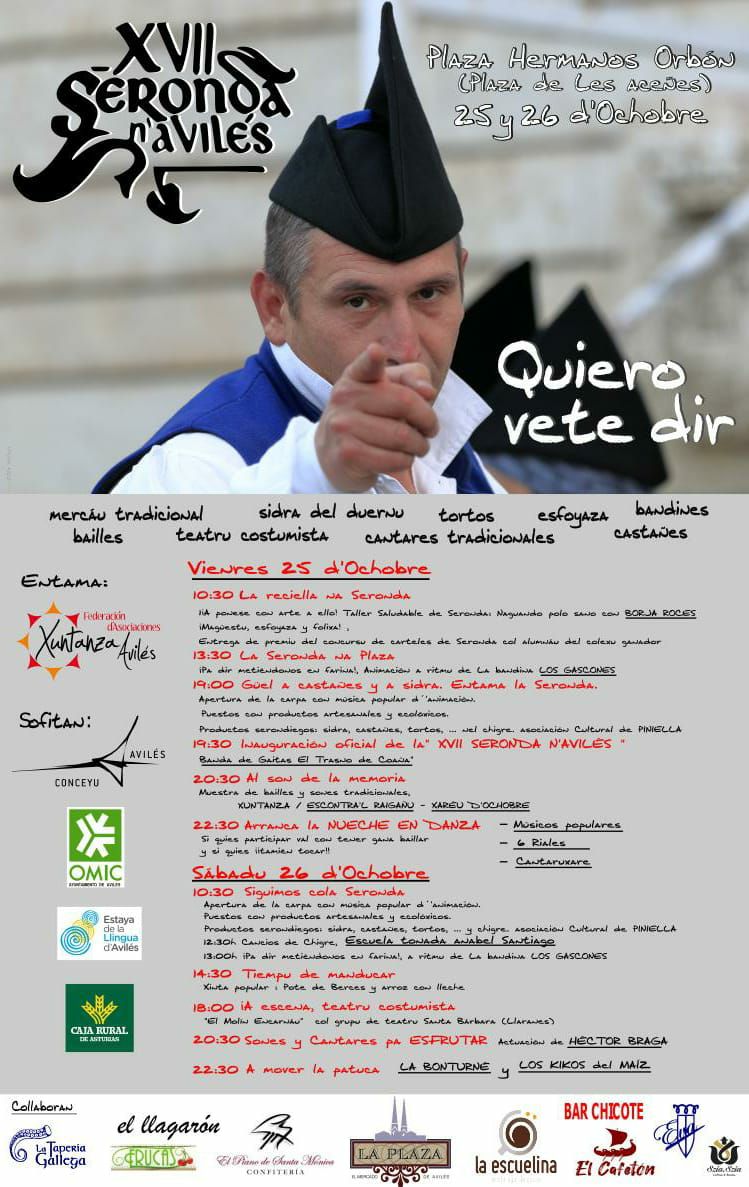 XVII
SERONDA
N'AVILÉS
Plaza Hermanos Orbón
(Plaza de Les aceñes)
25 y 26 d'Ochobre
Quiero
vete dir
mercáu tradicional
sidra del duernu
tortos
esfoyaza
bandines
bailles
teatru costumista
cantares tradicionales
castañes
Entama:
Federación
d'Asociaciones
Xuntanza
Avilés
Sofitan:
AVILÉS
CONCEYU
OMIC
AYUNTAMIENTO DE AVILES
Estaya
de la
Llingua
d'Avilés
CAJA RURAL
DE ASTURIAS
Vienres 25 d'Ochobre
10:30 La reciella na Seronda
¡¡A ponese con arte a ello! Taller Saludable de Seronda: Naguando polo sano con BORJA ROCES
¡Magüestu, esfoyaza y folixa! ,
Entrega de premiu del concursu de carteles de Seronda col alumnáu del colexu ganador
13:30 La Seronda na Plaza
¡Pa dir metiéndonos en farina!, Animación a ritmu de La bandina LOS GASCONES
19:00 Güel a castañes y a sidra. Entama la Seronda.
Apertura de la carpa con música popular d´´animación.
Puestos con productos artesanales y ecolóxicos.
Productos serondiegos: sidra, castañes, tortos, ... nel chigre. asociación Cultural de PINIELLA
19:30 Inauguración oficial de la" XVII SERONDA N'AVILÉS "
Banda de Gaitas El Trasno de Coaña"
20:30 Al son de la memoria
Muestra de bailles y sones tradicionales,
XUNTANZA / ESCONTRA'L RAIGAÑU - XAREU D'OCHOBRE
22:30 Arranca la NUECHE EN DANZA
Si quies participar val con tener gana baillar
y si quies ¡¡tamien tocar!!
– Músicos populares
– 6 Riales
– Cantaruxare
Sábadu 26 d'Ochobre
10:30 Siguimos cola Seronda
Apertura de la carpa con música popular d´´animación.
Puestos con productos artesanales y ecolóxicos.
Productos serondiegos: sidra, castañes, tortos, ... y chigre. asociación Cultural de PINIELLA
12:30h Cancios de Chigre, Escuela tonada anabel Santiago
13:00h ¡Pa dir metiendonos en farina!, a ritmu de La bandina LOS GASCONES
14:30 Tiempu de manducar
Xinta popular : Pote de Berces y arroz con lleche
18:00 ¡A escena, teatru costumista
"El Molín Encarnáu" col grupu de teatru Santa Bárbara (Llaranes)
20:30 Sones y Cantares pa ESFRUTAR Actuación de HÉCTOR BRAGA
22:30 A mover la patuca LA BONTURNE y LOS KIKOS del MAÍZ
Collaboran
La Tapería
Gallega
el llagarón
FRUCAS
El Piano de Santa Mónica
CONFITERÍA
LA PLAZA
EL MERCADO DE AVILÉS
la escuelina
BAR CHICOTE
El Cafetón